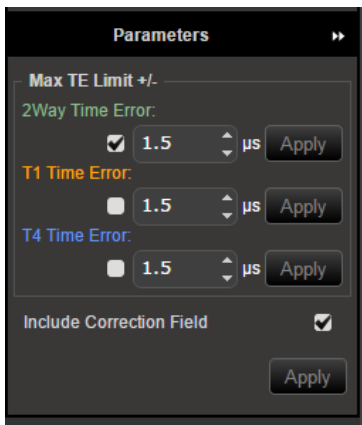 Parameters
Max TE Limit +/-
2Way Time Error:
1.5 µs Apply
T1 Time Error:
1.5 µs Apply
T4 Time Error:
1.5 µs Apply
Include Correction Field
Apply